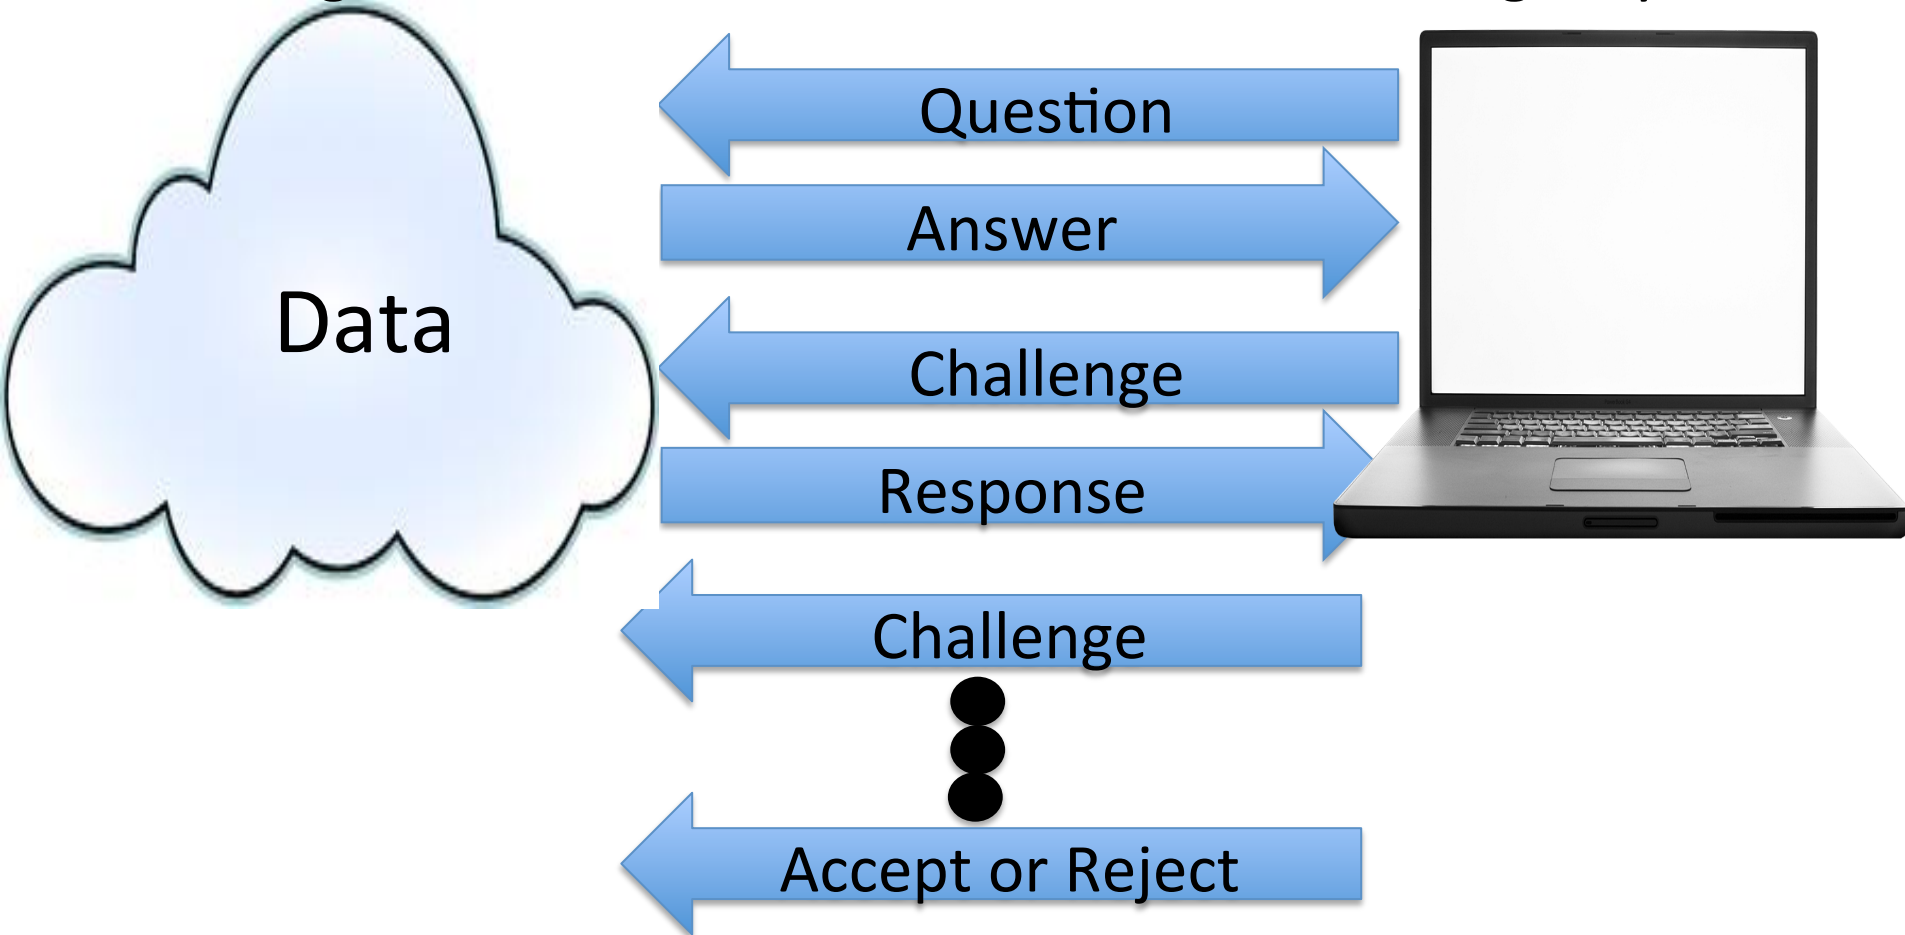 Question
Answer
Data
Challenge
Response
Challenge
Accept or Reject